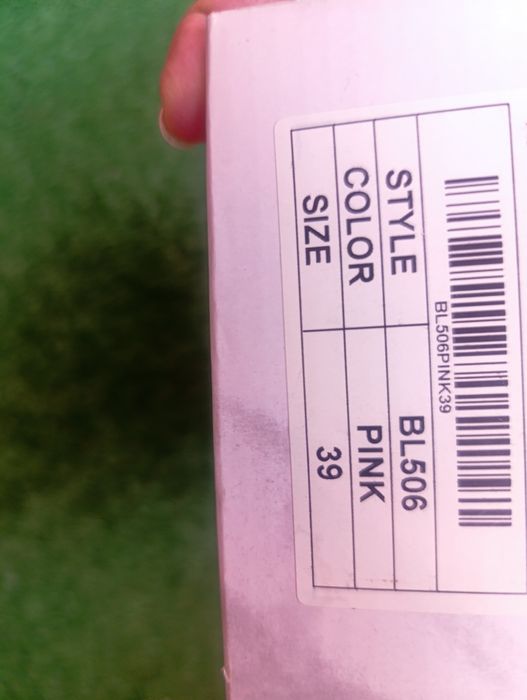 BL506PINK39
STYLE BL506
COLOR PINK
SIZE 39